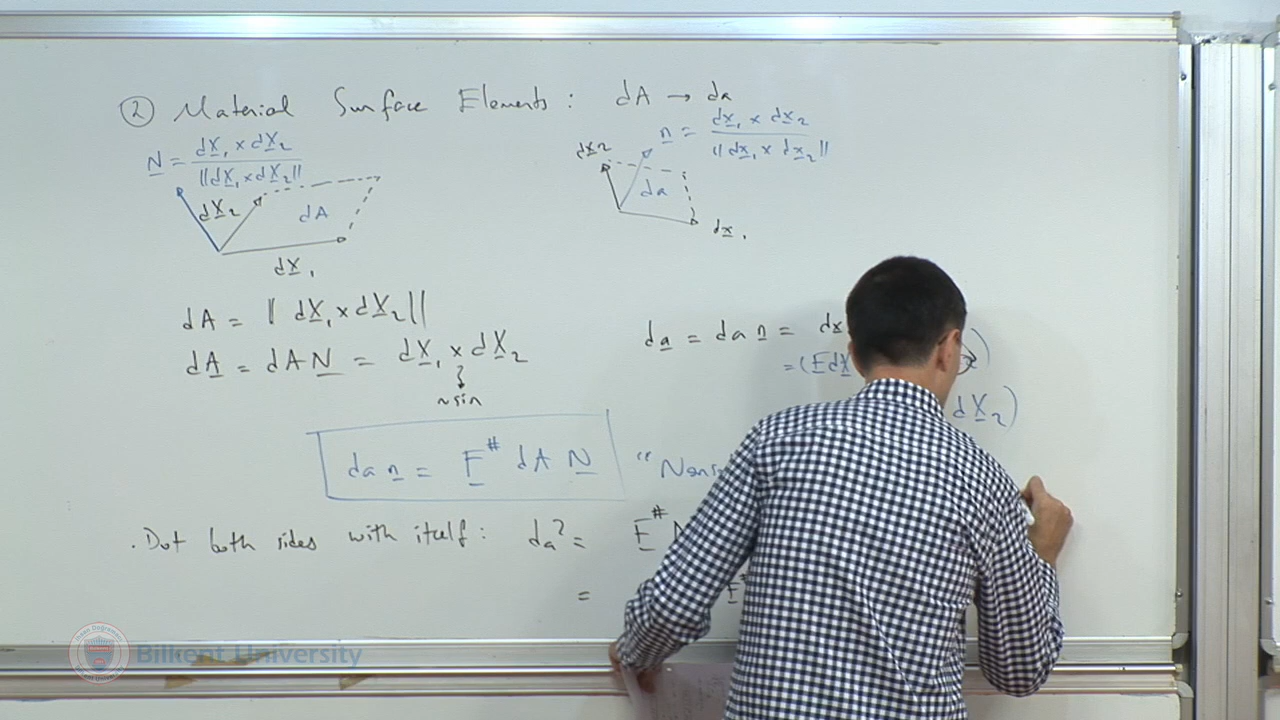 ② Material Surface Elements: dA → da
N = dX₁ × dX₂ / ||dX₁ × dX₂||
n = dx₁ × dx₂ / ||dx₁ × dx₂||
dX₂
dA
dX₁
dx₂
da
dx₁
dA = || dX₁ × dX₂ ||
dA = dA N = dX₁ × dX₂
~sin
da = da n = dx
= (F dX
dX₂)
da n = F^# dA N
. Dot both sides with itself: da² = F^# N
=
Bilkent University